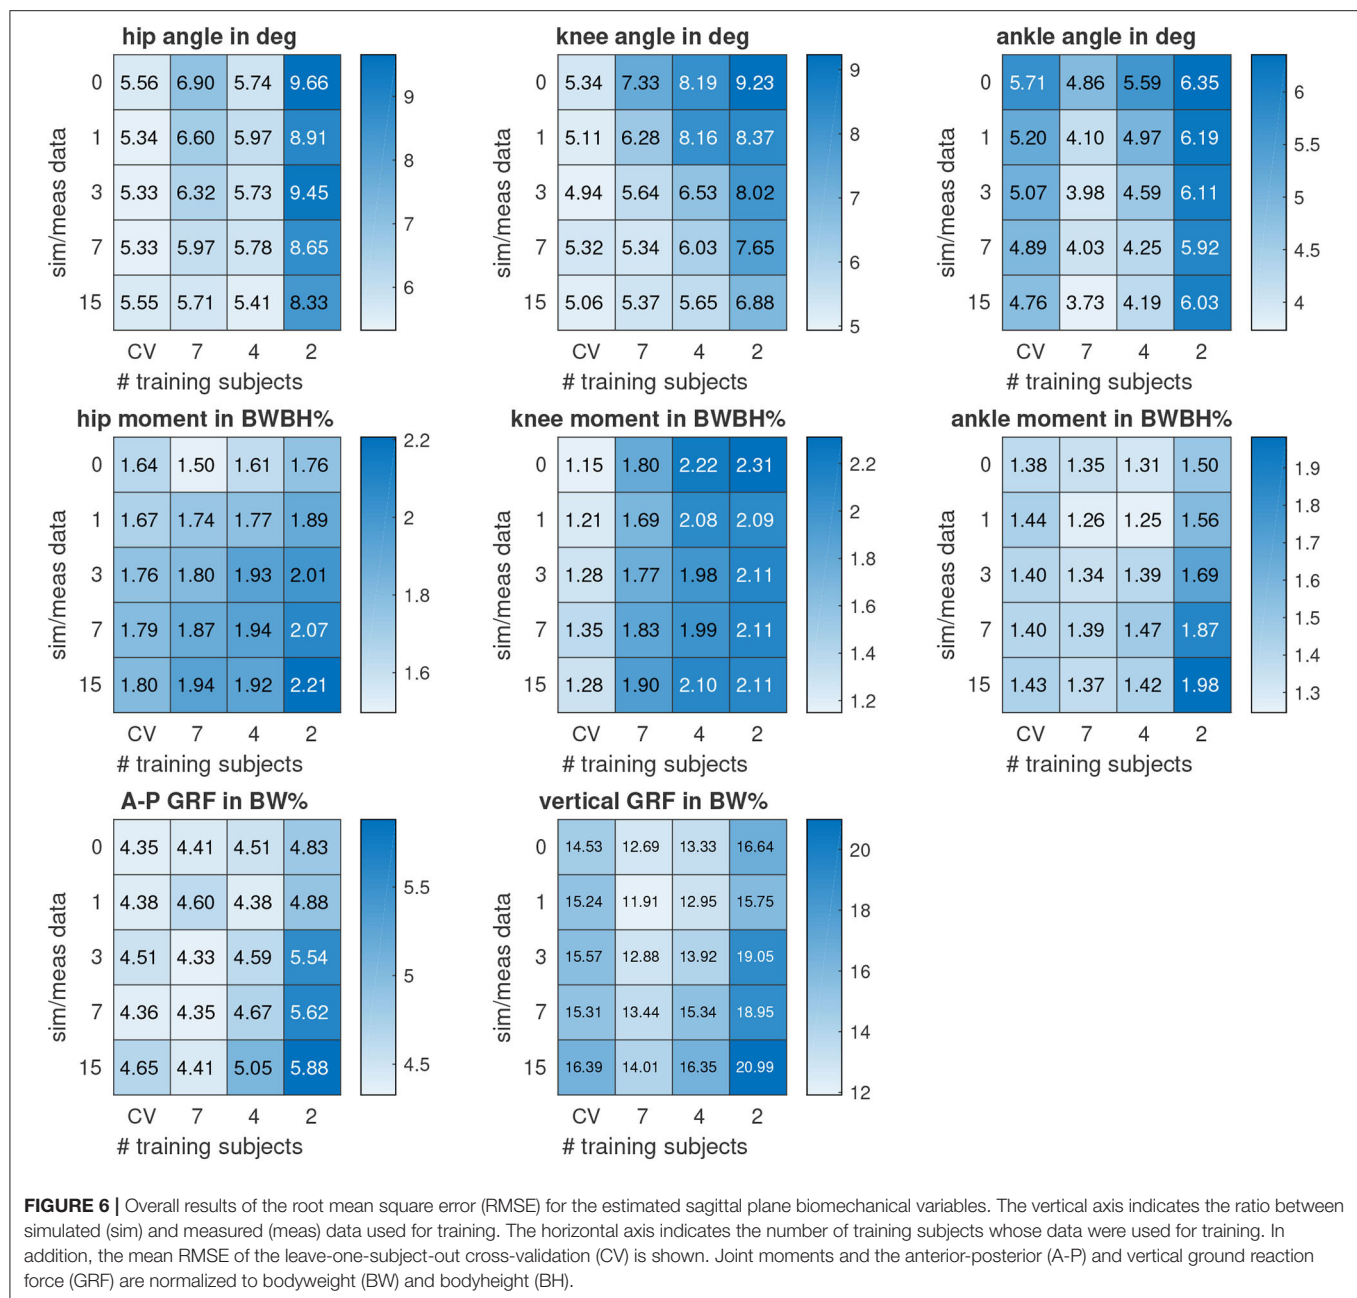 hip angle in deg
knee angle in deg
ankle angle in deg
0 5.56 6.90 5.74 9.66
1 5.34 6.60 5.97 8.91
3 5.33 6.32 5.73 9.45
7 5.33 5.97 5.78 8.65
15 5.55 5.71 5.41 8.33
CV 7 4 2
# training subjects
sim/meas data
9
8
7
6
0 5.34 7.33 8.19 9.23
1 5.11 6.28 8.16 8.37
3 4.94 5.64 6.53 8.02
7 5.32 5.34 6.03 7.65
15 5.06 5.37 5.65 6.88
CV 7 4 2
# training subjects
sim/meas data
9
8
7
6
5
0 5.71 4.86 5.59 6.35
1 5.20 4.10 4.97 6.19
3 5.07 3.98 4.59 6.11
7 4.89 4.03 4.25 5.92
15 4.76 3.73 4.19 6.03
CV 7 4 2
# training subjects
sim/meas data
6
5.5
5
4.5
4
hip moment in BWBH%
knee moment in BWBH%
ankle moment in BWBH%
0 1.64 1.50 1.61 1.76
1 1.67 1.74 1.77 1.89
3 1.76 1.80 1.93 2.01
7 1.79 1.87 1.94 2.07
15 1.80 1.94 1.92 2.21
CV 7 4 2
# training subjects
sim/meas data
2.2
2
1.8
1.6
0 1.15 1.80 2.22 2.31
1 1.21 1.69 2.08 2.09
3 1.28 1.77 1.98 2.11
7 1.35 1.83 1.99 2.11
15 1.28 1.90 2.10 2.11
CV 7 4 2
# training subjects
sim/meas data
2.2
2
1.8
1.6
1.4
1.2
0 1.38 1.35 1.31 1.50
1 1.44 1.26 1.25 1.56
3 1.40 1.34 1.39 1.69
7 1.40 1.39 1.47 1.87
15 1.43 1.37 1.42 1.98
CV 7 4 2
# training subjects
sim/meas data
1.9
1.8
1.7
1.6
1.5
1.4
1.3
A-P GRF in BW%
vertical GRF in BW%
0 4.35 4.41 4.51 4.83
1 4.38 4.60 4.38 4.88
3 4.51 4.33 4.59 5.54
7 4.36 4.35 4.67 5.62
15 4.65 4.41 5.05 5.88
CV 7 4 2
# training subjects
sim/meas data
5.5
5
4.5
0 14.53 12.69 13.33 16.64
1 15.24 11.91 12.95 15.75
3 15.57 12.88 13.92 19.05
7 15.31 13.44 15.34 18.95
15 16.39 14.01 16.35 20.99
CV 7 4 2
# training subjects
sim/meas data
20
18
16
14
12
FIGURE 6 | Overall results of the root mean square error (RMSE) for the estimated sagittal plane biomechanical variables. The vertical axis indicates the ratio between
simulated (sim) and measured (meas) data used for training. The horizontal axis indicates the number of training subjects whose data were used for training. In
addition, the mean RMSE of the leave-one-subject-out cross-validation (CV) is shown. Joint moments and the anterior-posterior (A-P) and vertical ground reaction
force (GRF) are normalized to bodyweight (BW) and bodyheight (BH).